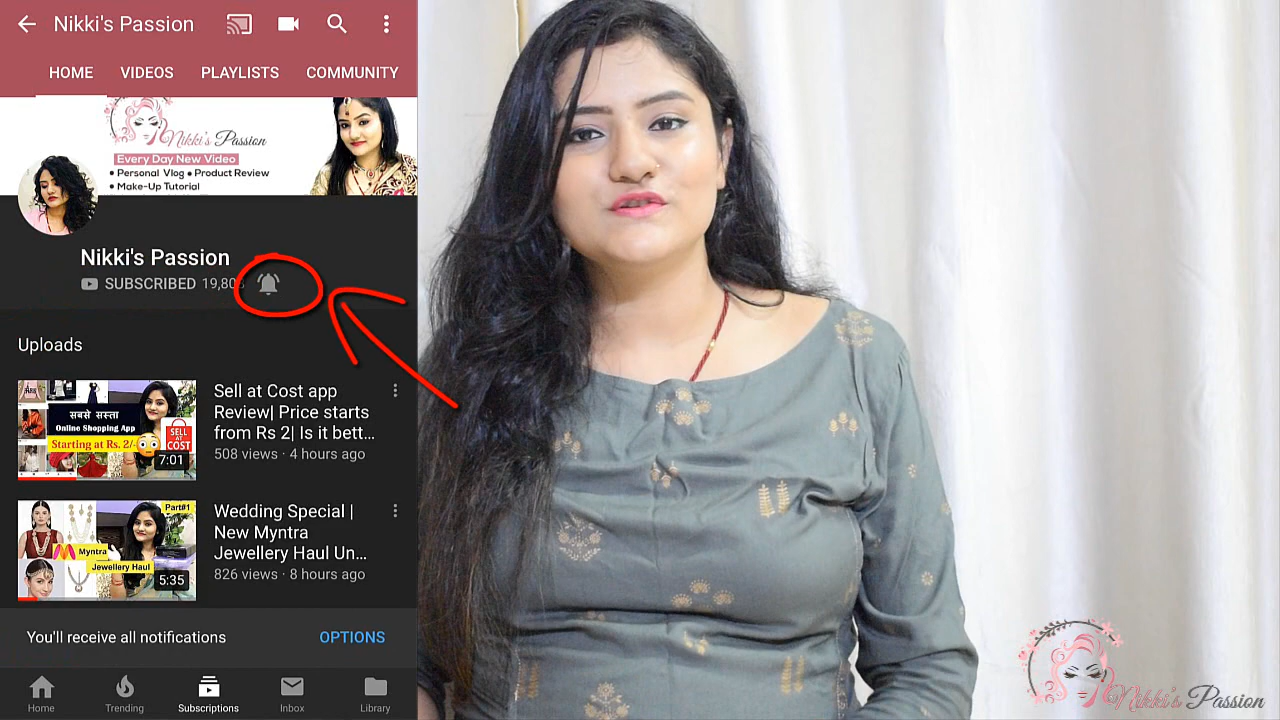 Nikki's Passion
HOME VIDEOS PLAYLISTS COMMUNITY
Nikki's Passion
Every Day New Video
• Personal Vlog • Product Review
• Make-Up Tutorial
Nikki's Passion
SUBSCRIBED 19,80
Uploads
सबसे सस्ता
Online Shopping App
Starting at Rs. 2/-
SELL
AT
COST
7:01
Sell at Cost app
Review| Price starts
from Rs 2| Is it bett...
508 views · 4 hours ago
Part#1
Myntra
Jewellery Haul
5:35
Wedding Special |
New Myntra
Jewellery Haul Un...
826 views · 8 hours ago
You'll receive all notifications OPTIONS
Home Trending Subscriptions Inbox Library
Nikki's Passion